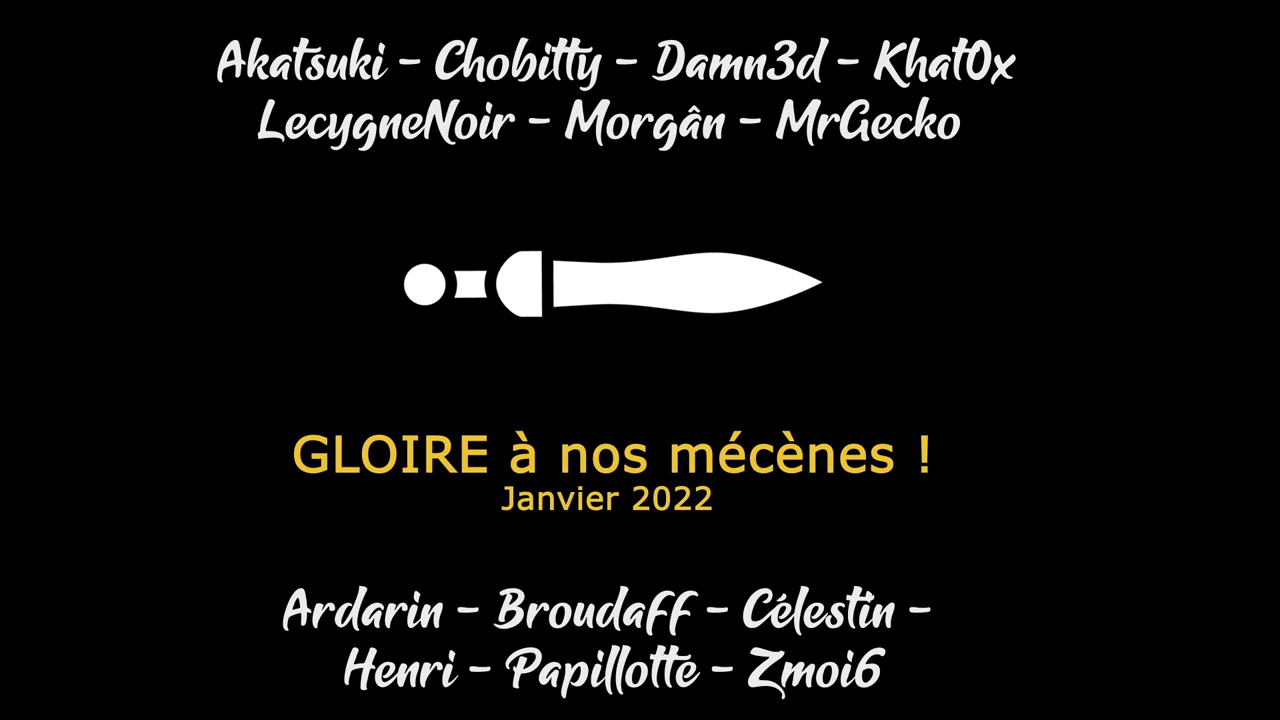 Akatsuki - Chobitty - Damn3d - Khat0x
LecygneNoir - Morgân - MrGecko
GLOIRE à nos mécènes !
Janvier 2022
Ardarin - Broudaff - Célestin -
Henri - Papillotte - Zmoi6